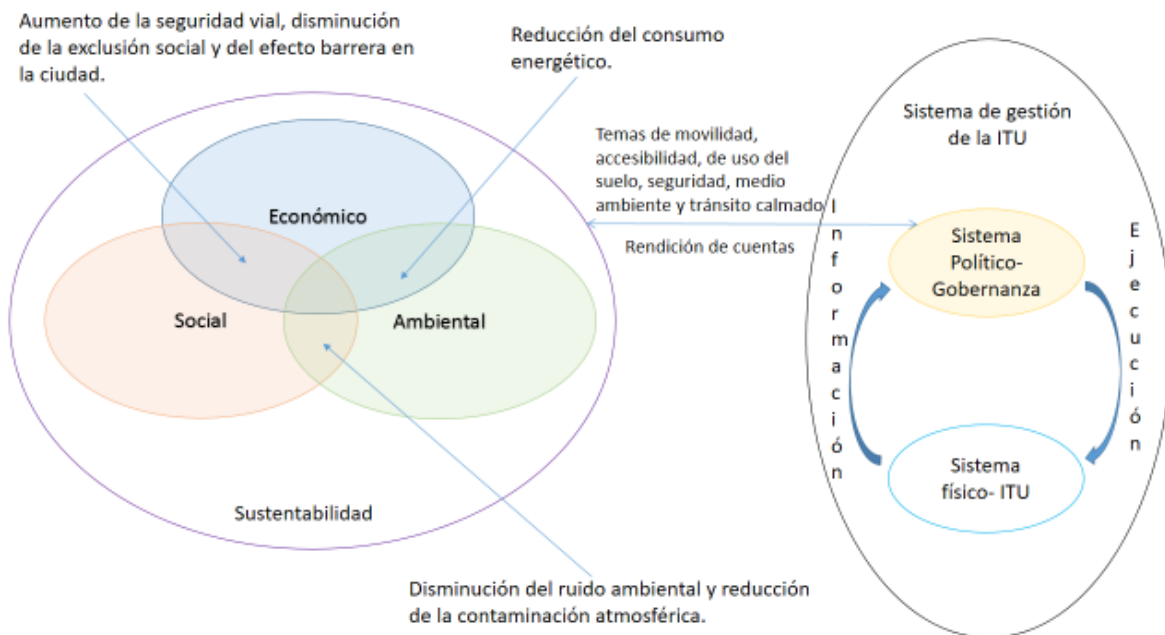 Aumento de la seguridad vial, disminución
de la exclusión social y del efecto barrera en
la ciudad.
Reducción del consumo
energético.
Económico
Social
Ambiental
Sustentabilidad
Disminución del ruido ambiental y reducción
de la contaminación atmosférica.
Temas de movilidad,
accesibilidad, de uso del
suelo, seguridad, medio
ambiente y tránsito calmado
Rendición de cuentas
Sistema de gestión
de la ITU
Información
Sistema
Político-
Gobernanza
Ejecución
Sistema
físico- ITU